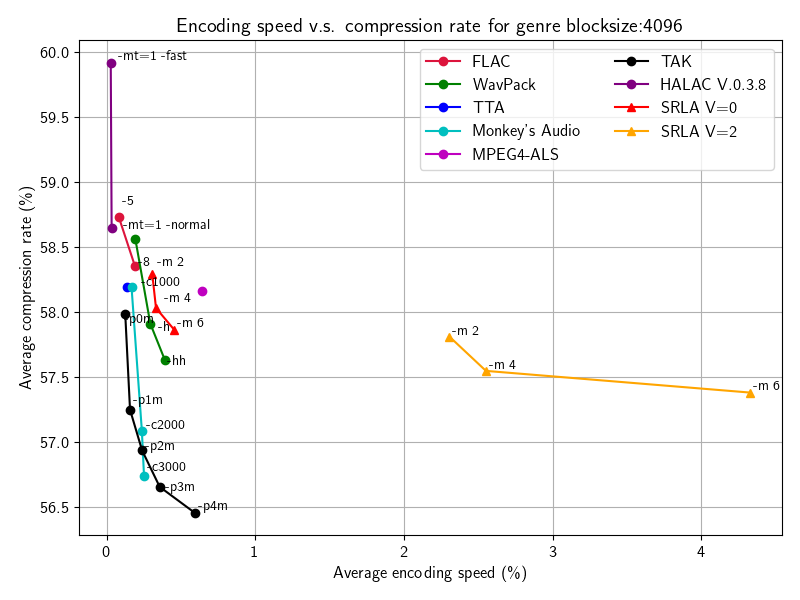 Encoding speed v.s. compression rate for genre blocksize:4096
Average compression rate (%)
60.0
59.5
59.0
58.5
58.0
57.5
57.0
56.5
0
1
2
3
4
Average encoding speed (%)
FLAC
WavPack
TTA
Monkey's Audio
MPEG4-ALS
TAK
HALAC V.0.3.8
SRLA V=0
SRLA V=2
-mt=1 -fast
-5
-mt=1 -normal
-8
-m 2
-c1000
-m 4
-p0m
-h
-m 6
-hh
-p1m
-c2000
-p2m
-c3000
-p3m
-p4m
-m 2
-m 4
-m 6